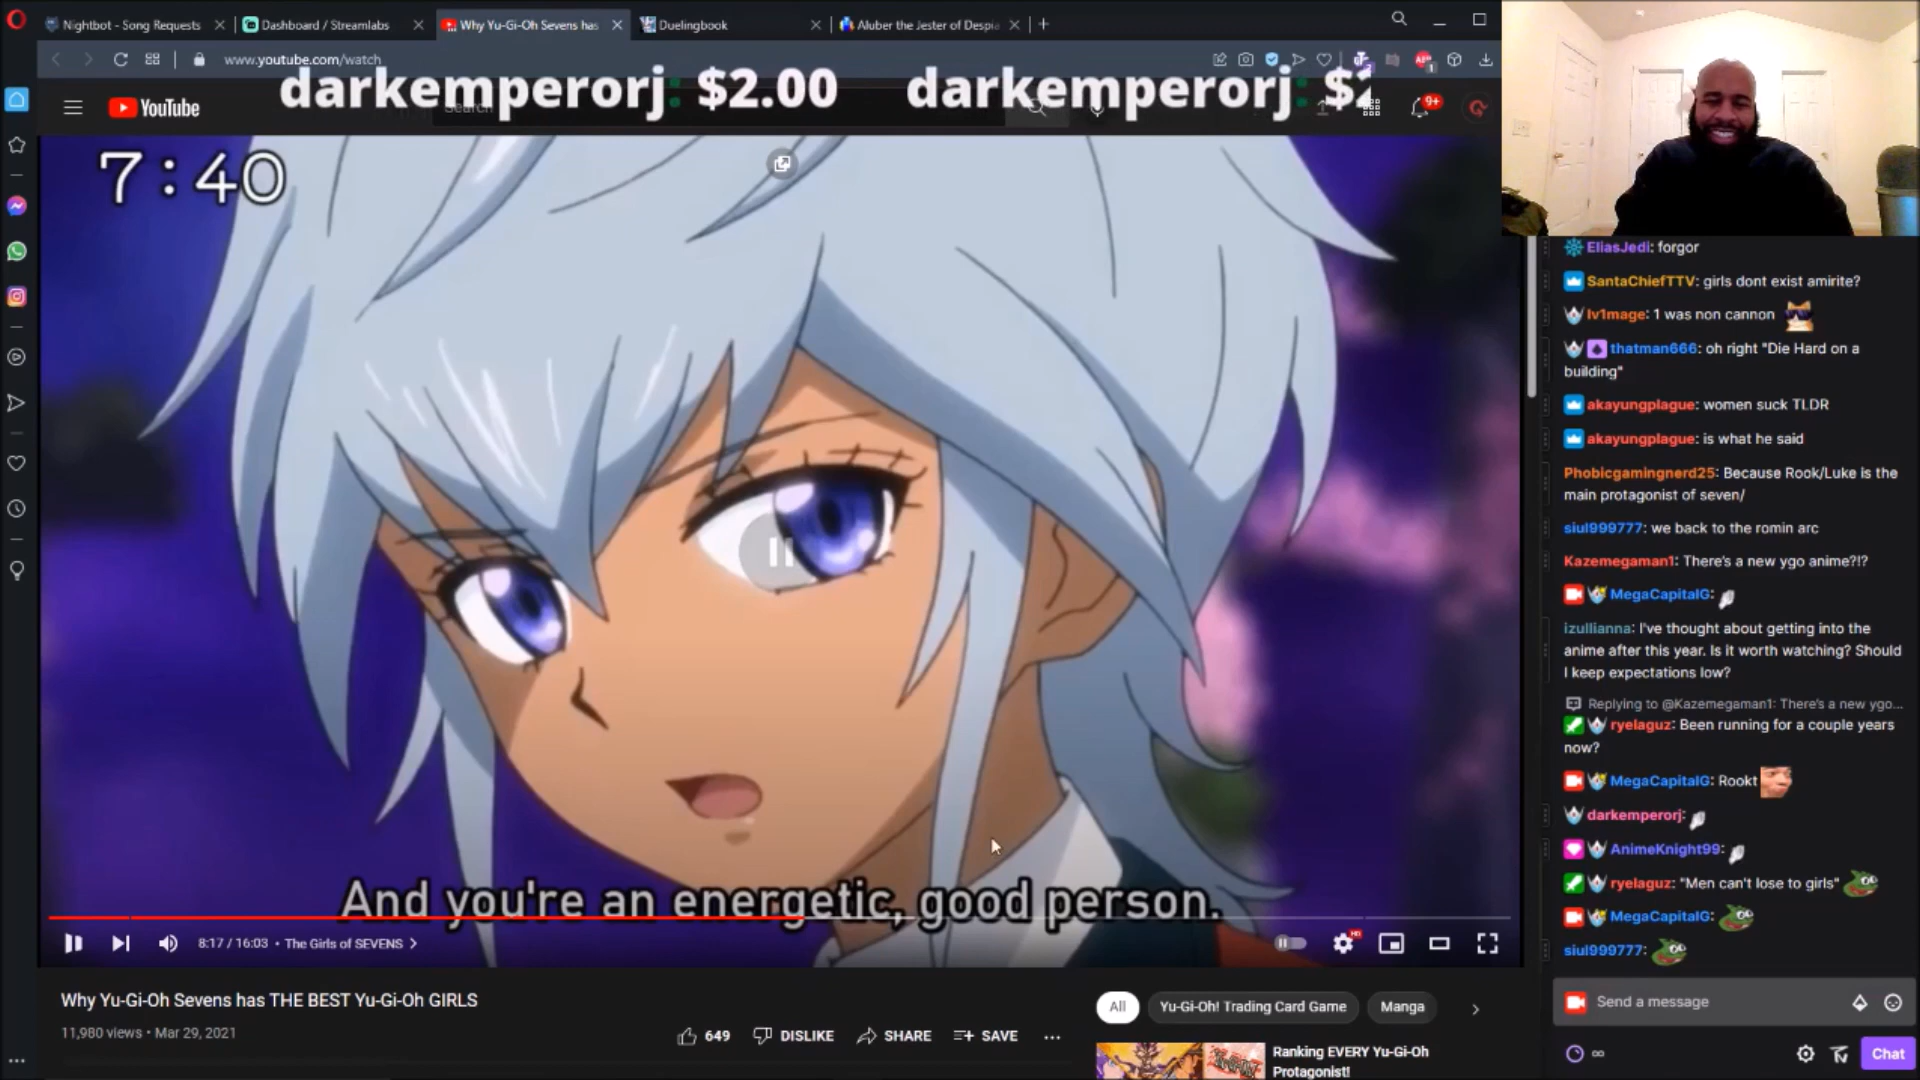 Nightbot - Song Requests
Dashboard / Streamlabs
Why Yu-Gi-Oh Sevens has
Duelingbook
Aluber the Jester of Despia
www.youtube.com/watch
darkemperorj: $2.00 darkemperorj: $2
YouTube
Search
9+
7:40
And you're an energetic, good person.
8:17 / 16:03 • The Girls of SEVENS
HD
Why Yu-Gi-Oh Sevens has THE BEST Yu-Gi-Oh GIRLS
11,980 views • Mar 29, 2021
649
DISLIKE
SHARE
SAVE
All
Yu-Gi-Oh! Trading Card Game
Manga
Ranking EVERY Yu-Gi-Oh
Protagonist!
EliasJedi: forgor
SantaChiefTTV: girls dont exist amirite?
lv1mage: 1 was non cannon
thatman666: oh right "Die Hard on a
building"
akayungplague: women suck TLDR
akayungplague: is what he said
Phobicgamingnerd25: Because Rook/Luke is the
main protagonist of seven/
siul999777: we back to the romin arc
Kazemegaman1: There's a new ygo anime?!?
MegaCapitalG:
izullianna: I've thought about getting into the
anime after this year. Is it worth watching? Should
I keep expectations low?
Replying to @Kazemegaman1: There's a new ygo...
ryelaguz: Been running for a couple years
now?
MegaCapitalG: Rookt
darkemperorj:
AnimeKnight99:
ryelaguz: "Men can't lose to girls"
MegaCapitalG:
siul999777:
Send a message
Chat